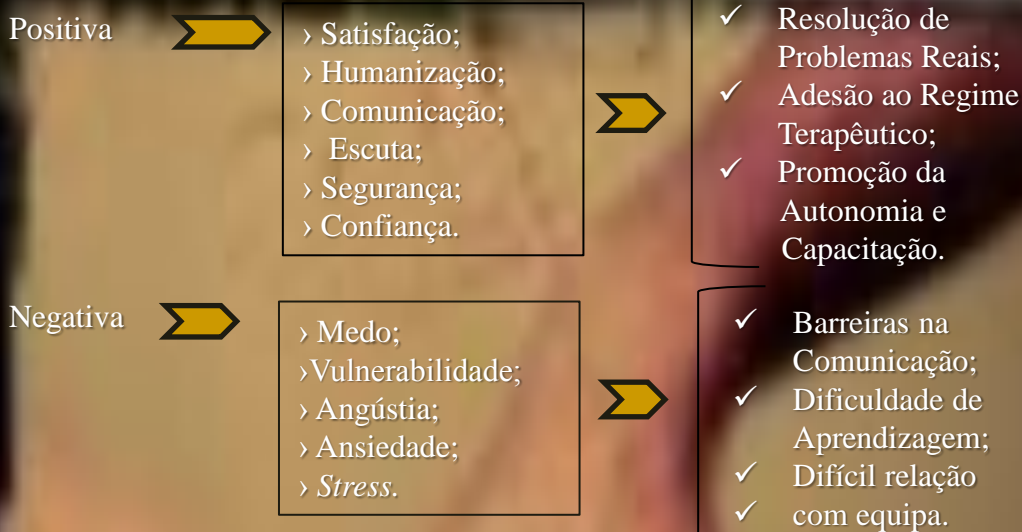 Positiva
› Satisfação;
› Humanização;
› Comunicação;
› Escuta;
› Segurança;
› Confiança.
✓ Resolução de
Problemas Reais;
✓ Adesão ao Regime
Terapêutico;
✓ Promoção da
Autonomia e
Capacitação.
Negativa
› Medo;
›Vulnerabilidade;
› Angústia;
› Ansiedade;
› Stress.
✓ Barreiras na
Comunicação;
✓ Dificuldade de
Aprendizagem;
✓ Difícil relação
✓ com equipa.